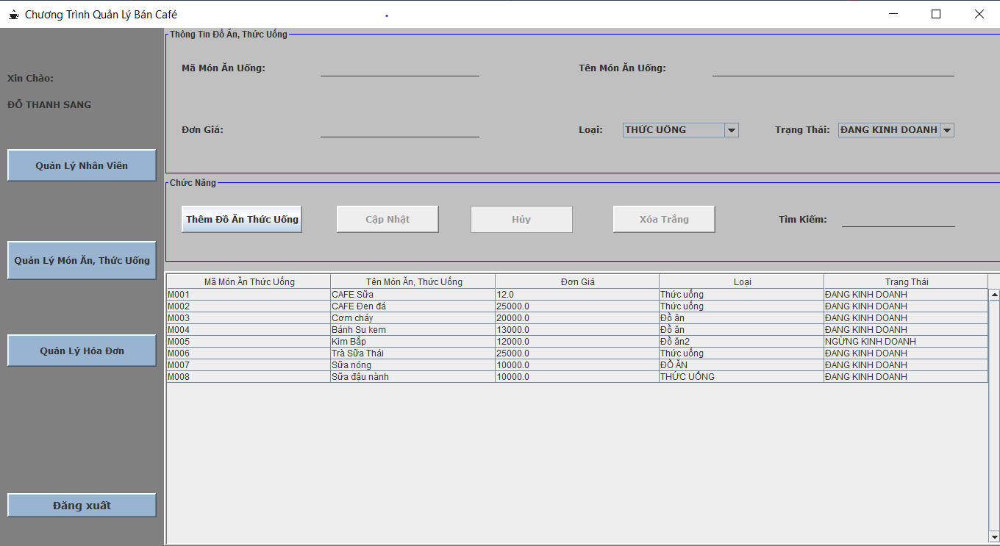 Chương Trình Quản Lý Bán Café
Xin Chào:
ĐỖ THANH SANG
Quản Lý Nhân Viên
Quản Lý Món Ăn, Thức Uống
Quản Lý Hóa Đơn
Đăng xuất
Thông Tin Đồ Ăn, Thức Uống
Mã Món Ăn Uống: Tên Món Ăn Uống:
Đơn Giá: Loại: THỨC UỐNG Trạng Thái: ĐANG KINH DOANH
Chức Năng
Thêm Đồ Ăn Thức Uống Cập Nhật Hủy Xóa Trắng Tìm Kiếm:
Mã Món Ăn Thức Uống Tên Món Ăn, Thức Uống Đơn Giá Loại Trạng Thái
M001 CAFE Sữa 12.0 Thức uống ĐANG KINH DOANH
M002 CAFE Đen đá 25000.0 Thức uống ĐANG KINH DOANH
M003 Cơm cháy 20000.0 Đồ ăn ĐANG KINH DOANH
M004 Bánh Su kem 13000.0 Đồ ăn ĐANG KINH DOANH
M005 Kim Bắp 12000.0 Đồ ăn2 NGỪNG KINH DOANH
M006 Trà Sữa Thái 25000.0 Thức uống ĐANG KINH DOANH
M007 Sữa nóng 10000.0 ĐỒ ĂN ĐANG KINH DOANH
M008 Sữa đậu nành 10000.0 THỨC UỐNG ĐANG KINH DOANH